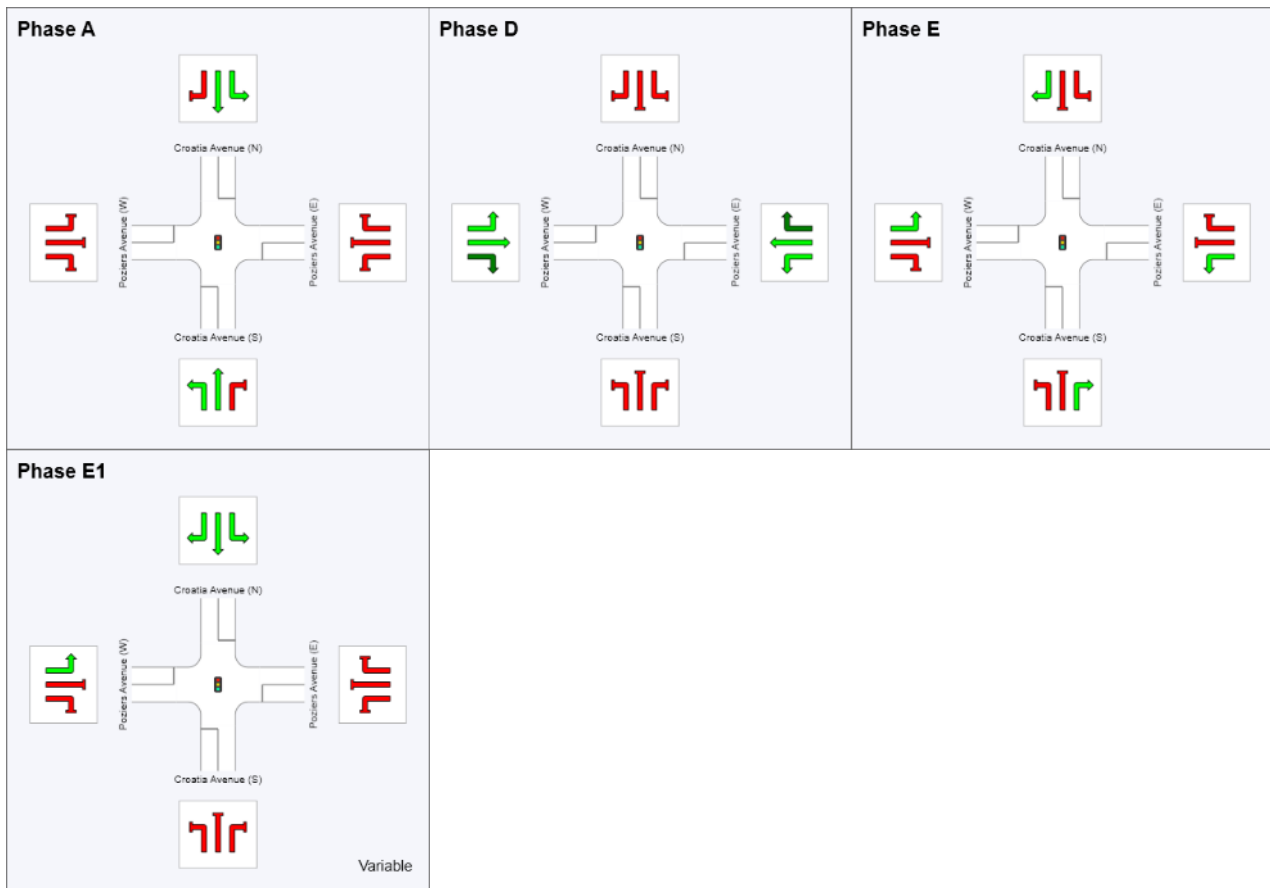 Phase A
Croatia Avenue (N)
Poziers Avenue (W)
Poziers Avenue (E)
Croatia Avenue (S)
Phase D
Croatia Avenue (N)
Poziers Avenue (W)
Poziers Avenue (E)
Croatia Avenue (S)
Phase E
Croatia Avenue (N)
Poziers Avenue (W)
Poziers Avenue (E)
Croatia Avenue (S)
Phase E1
Croatia Avenue (N)
Poziers Avenue (W)
Poziers Avenue (E)
Croatia Avenue (S)
Variable